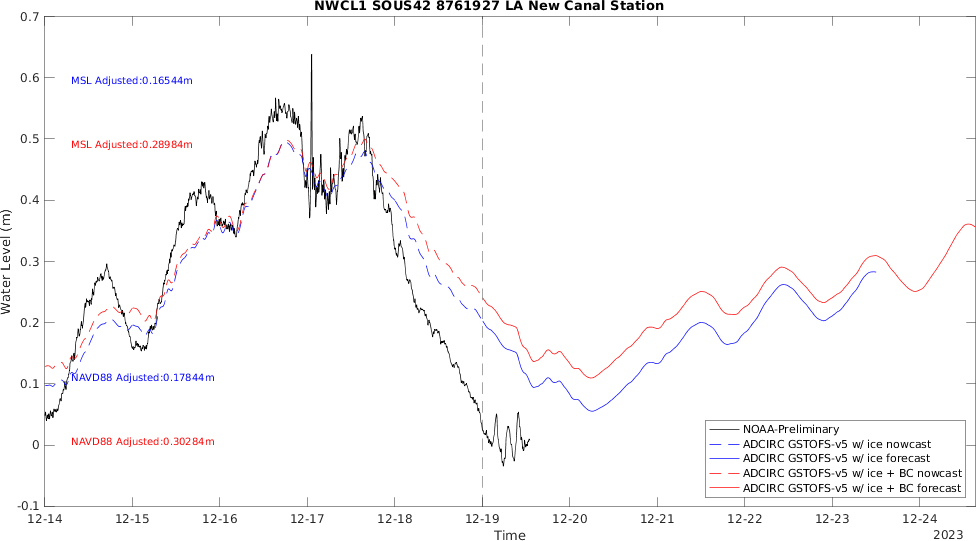 NWCL1 SOUS42 8761927 LA New Canal Station
0.7
0.6
0.5
0.4
0.3
0.2
0.1
0
-0.1
Water Level (m)
MSL Adjusted:0.16544m
MSL Adjusted:0.28984m
NAVD88 Adjusted:0.17844m
NAVD88 Adjusted:0.30284m
NOAA-Preliminary
ADCIRC GSTOFS-v5 w/ ice nowcast
ADCIRC GSTOFS-v5 w/ ice forecast
ADCIRC GSTOFS-v5 w/ ice + BC nowcast
ADCIRC GSTOFS-v5 w/ ice + BC forecast
12-14 12-15 12-16 12-17 12-18 12-19 12-20 12-21 12-22 12-23 12-24
Time
2023